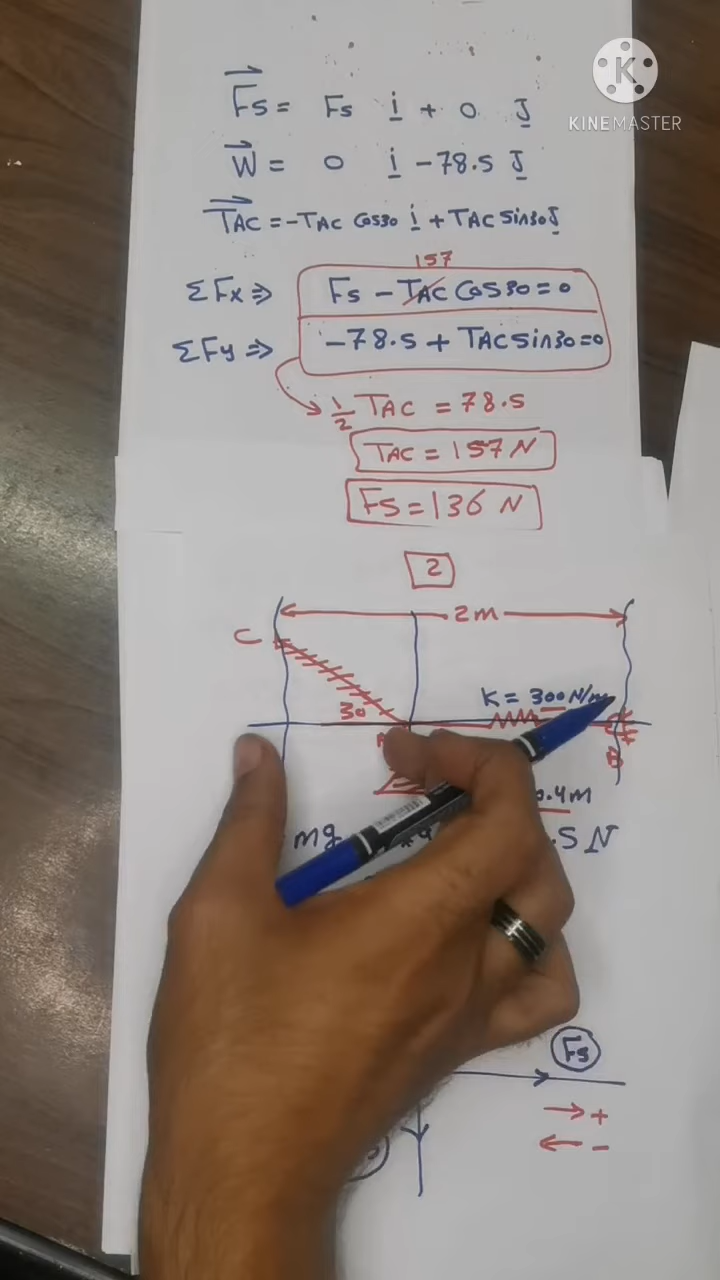 K
KINEMASTER
Fs = Fs i + 0 J
W = 0 i -78.5 J
TAC = -TAC Cos30 i + TAC Sin30 J
157
ΣFx => Fs - TAC Cos30 = 0
ΣFy => -78.5 + TAC Sin30 = 0
1/2 TAC = 78.5
TAC = 157 N
Fs = 136 N
2
2m
C
K = 300 N/m
30
B
0.4m
mg
.5 N
Fs
+
-